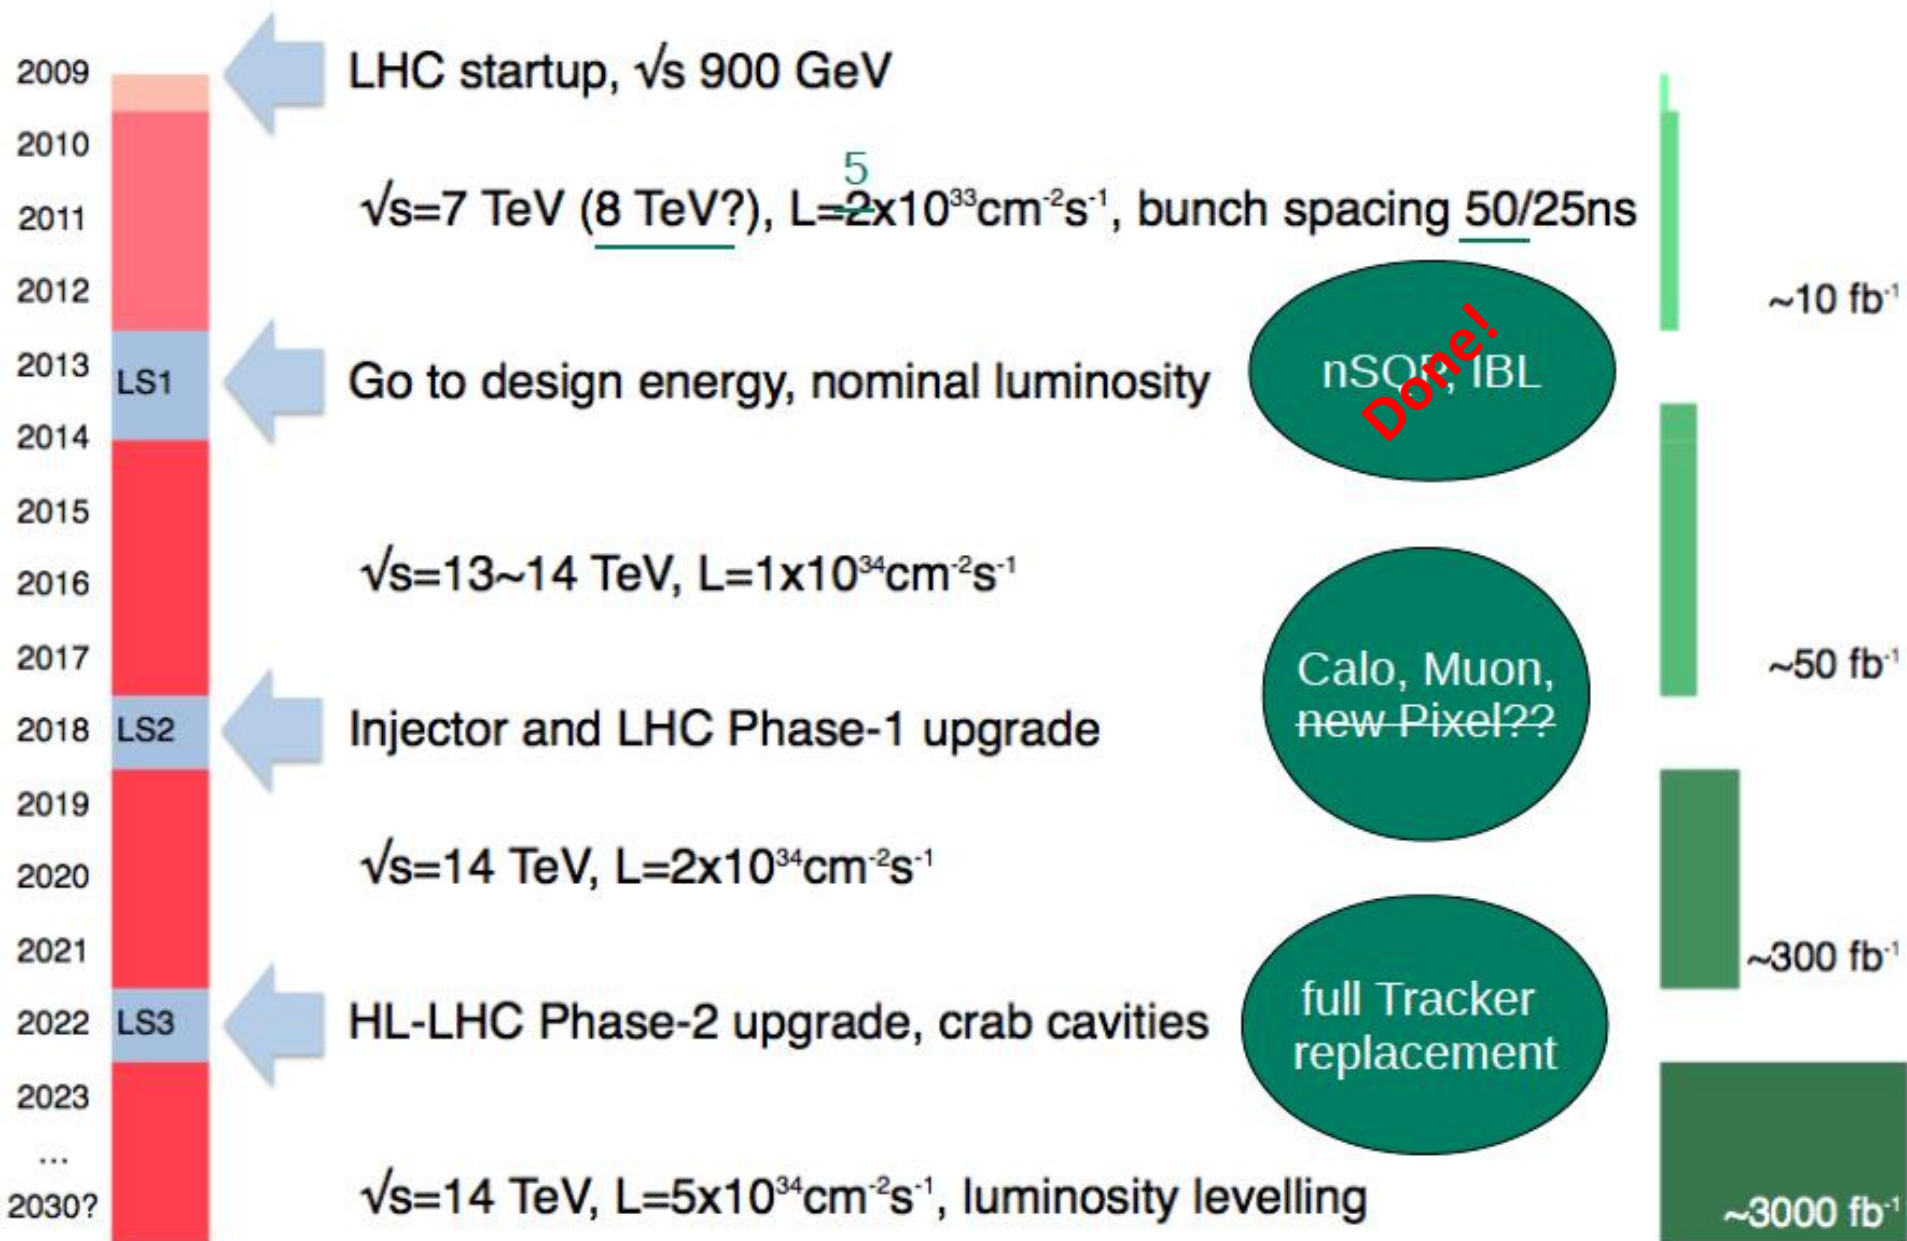 2009
LHC startup, √s 900 GeV
2010
5
√s=7 TeV (8 TeV?), L=2x10³³cm⁻²s⁻¹, bunch spacing 50/25ns
2011
2012
~10 fb⁻¹
2013
LS1
Go to design energy, nominal luminosity
nSQP, IBL
Done!
2014
2015
√s=13~14 TeV, L=1x10³⁴cm⁻²s⁻¹
2016
2017
~50 fb⁻¹
Calo, Muon,
new Pixel??
2018
LS2
Injector and LHC Phase-1 upgrade
2019
√s=14 TeV, L=2x10³⁴cm⁻²s⁻¹
2020
2021
~300 fb⁻¹
2022
LS3
HL-LHC Phase-2 upgrade, crab cavities
full Tracker
replacement
2023
...
2030?
√s=14 TeV, L=5x10³⁴cm⁻²s⁻¹, luminosity levelling
~3000 fb⁻¹